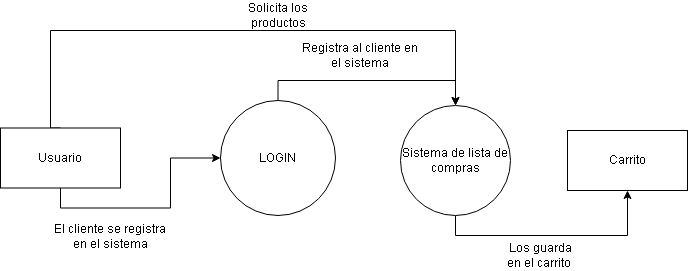 Solicita los
productos
Registra al cliente en
el sistema
Usuario
LOGIN
Sistema de lista de
compras
Carrito
El cliente se registra
en el sistema
Los guarda
en el carrito